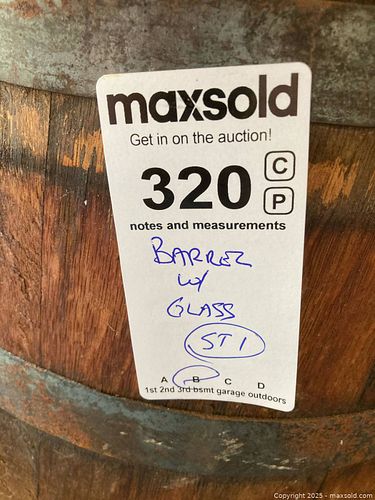 maxsold
Get in on the auction!
320
C
P
notes and measurements
BARREL
w/
GLASS
ST 1
A B C D
1st 2nd 3rd bsmt garage outdoors
Copyright 2025 - maxsold.com